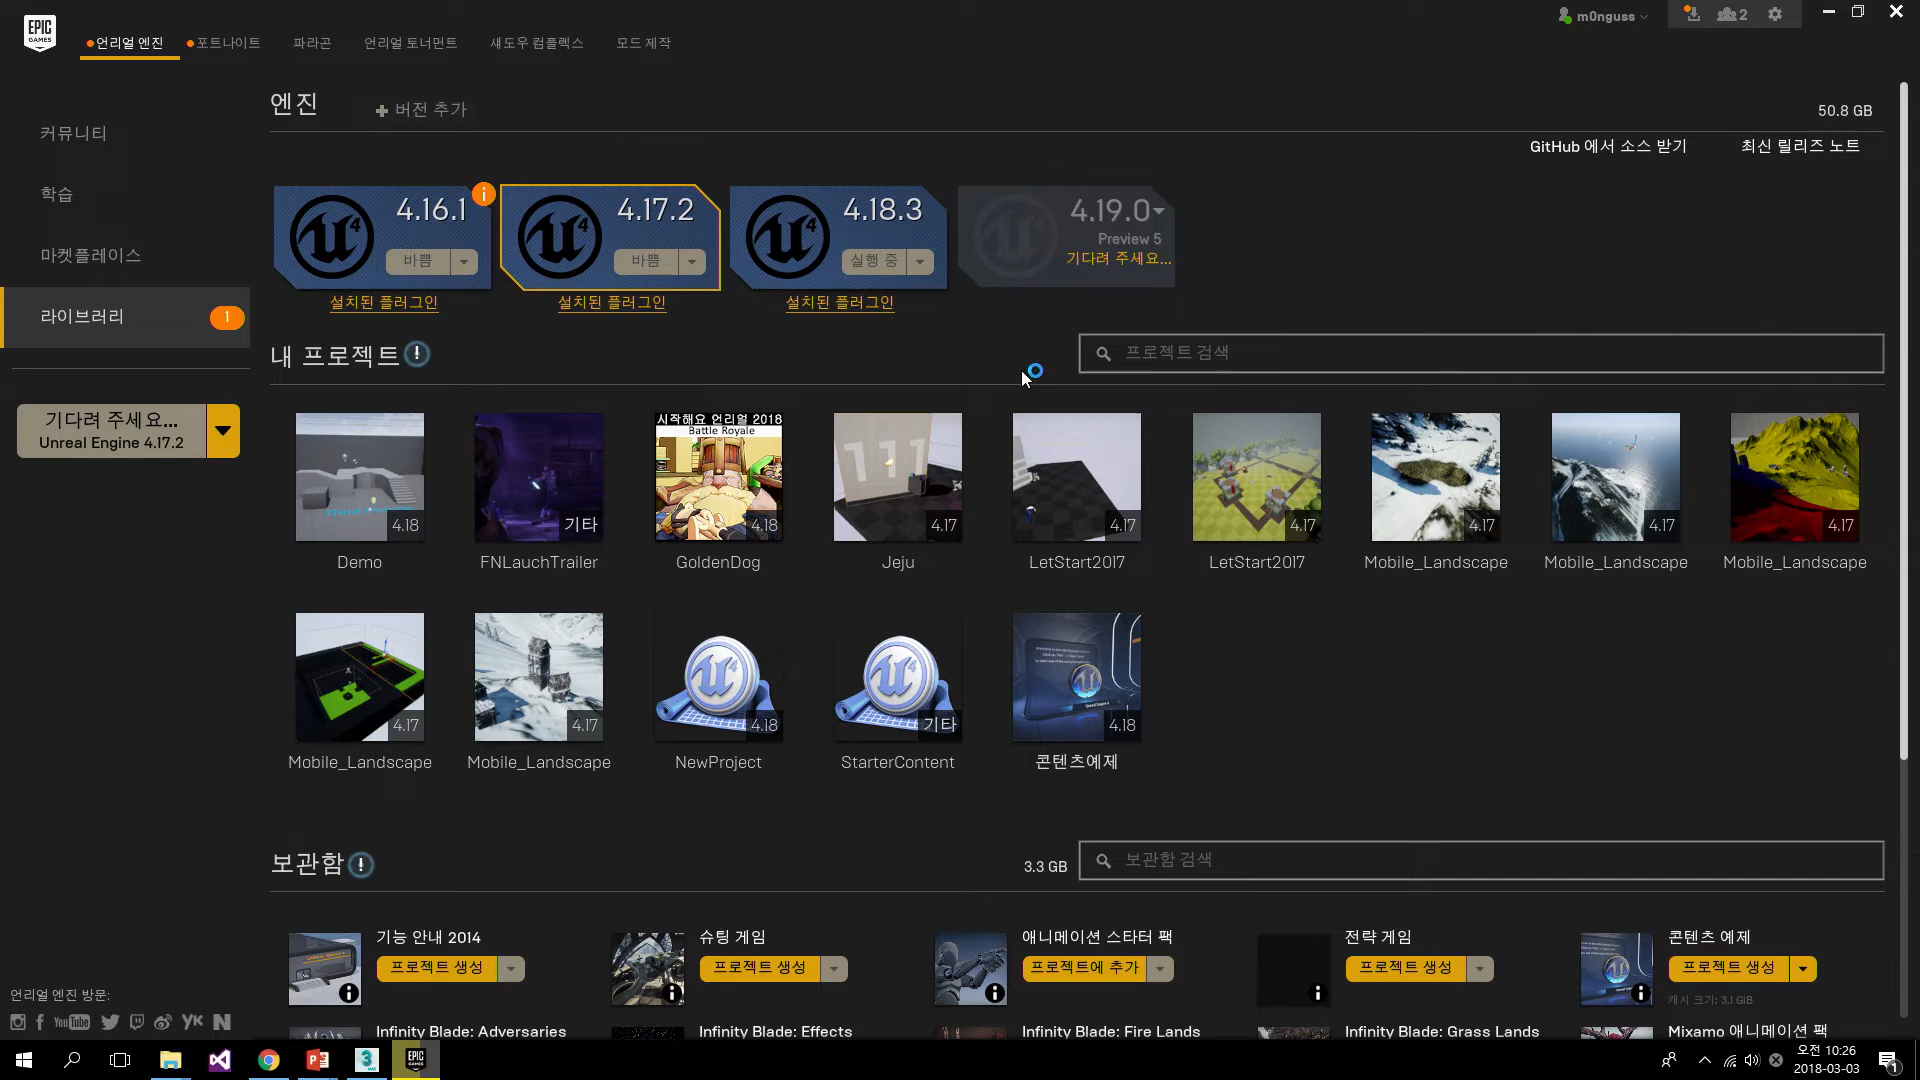 EPIC GAMES
언리얼 엔진
포트나이트
파라곤
언리얼 토너먼트
섀도우 컴플렉스
모드 제작
m0nguss
2
커뮤니티
학습
마켓플레이스
라이브러리
1
기다려 주세요...
Unreal Engine 4.17.2
엔진
버전 추가
50.8 GB
GitHub 에서 소스 받기
최신 릴리즈 노트
4.16.1
바쁨
설치된 플러그인
4.17.2
바쁨
설치된 플러그인
4.18.3
실행 중
설치된 플러그인
4.19.0
Preview 5
기다려 주세요...
내 프로젝트
프로젝트 검색
4.18
Demo
기타
FNLauchTrailer
시작해요 언리얼 2018
Battle Royale
4.18
GoldenDog
4.17
Jeju
4.17
LetStart2017
4.17
LetStart2017
4.17
Mobile_Landscape
4.17
Mobile_Landscape
4.17
Mobile_Landscape
4.17
Mobile_Landscape
4.17
Mobile_Landscape
4.18
NewProject
기타
StarterContent
4.18
콘텐츠예제
보관함
3.3 GB
보관함 검색
기능 안내 2014
프로젝트 생성
슈팅 게임
프로젝트 생성
애니메이션 스타터 팩
프로젝트에 추가
전략 게임
프로젝트 생성
콘텐츠 예제
프로젝트 생성
캐시 크기: 3.1 GiB
Infinity Blade: Adversaries
Infinity Blade: Effects
Infinity Blade: Fire Lands
Infinity Blade: Grass Lands
Mixamo 애니메이션 팩
언리얼 엔진 방문:
YouTube
오전 10:26
2018-03-03
1